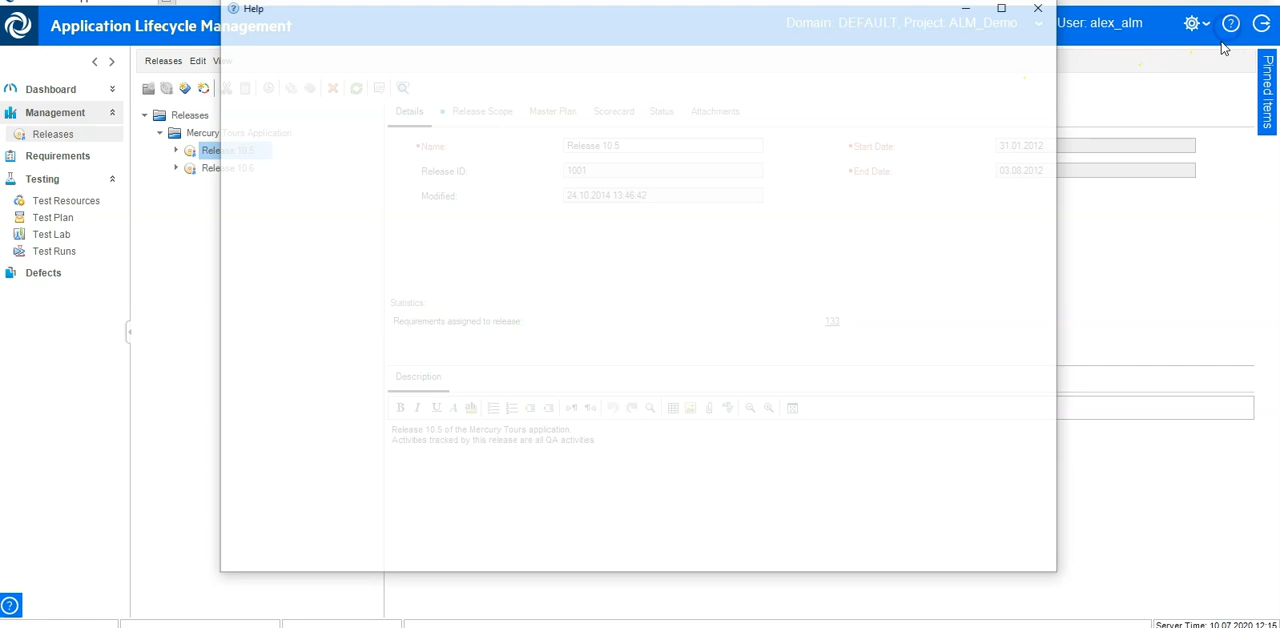 Help
Application Lifecycle Management
Domain: DEFAULT, Project: ALM_Demo
User: alex_alm
Pinned Items
Releases Edit View
Dashboard
Management
Releases
Requirements
Testing
Test Resources
Test Plan
Test Lab
Test Runs
Defects
Releases
Mercury Tours Application
Release 10.5
Release 10.6
Details
Release Scope
Master Plan
Scorecard
Status
Attachments
*Name:
Release 10.5
*Start Date:
31.01.2012
Release ID:
1001
*End Date:
03.08.2012
Modified:
24.10.2014 13:46:42
Statistics:
Requirements assigned to release:
133
Description
Release 10.5 of the Mercury Tours application.
Activities tracked by this release are all QA activities
Server Time: 10.07.2020 12:15